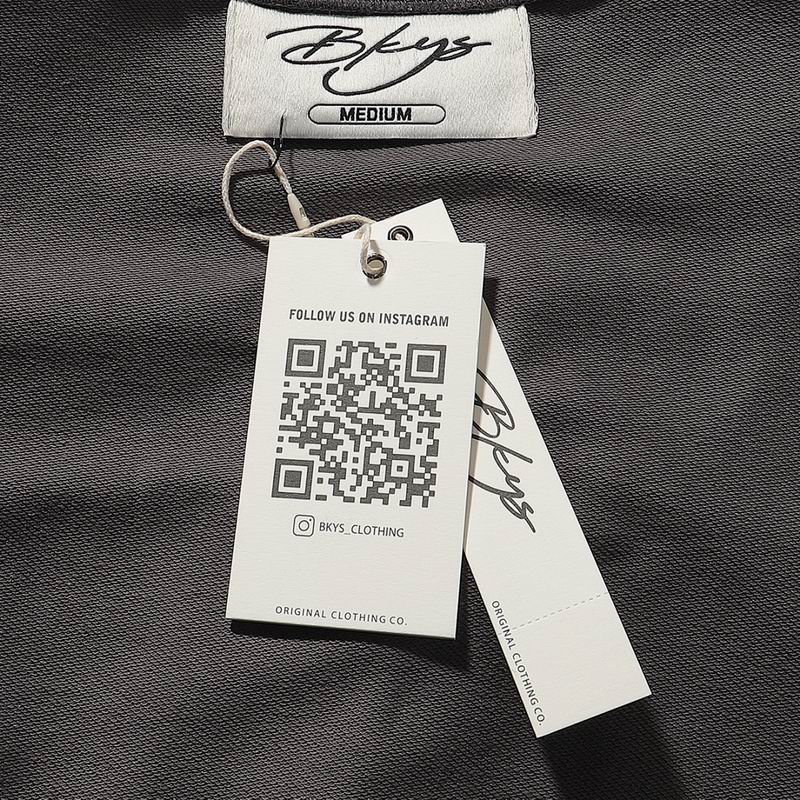 Bkys
MEDIUM
FOLLOW US ON INSTAGRAM
BKYS_CLOTHING
ORIGINAL CLOTHING CO.
Bkys
ORIGINAL CLOTHING CO.